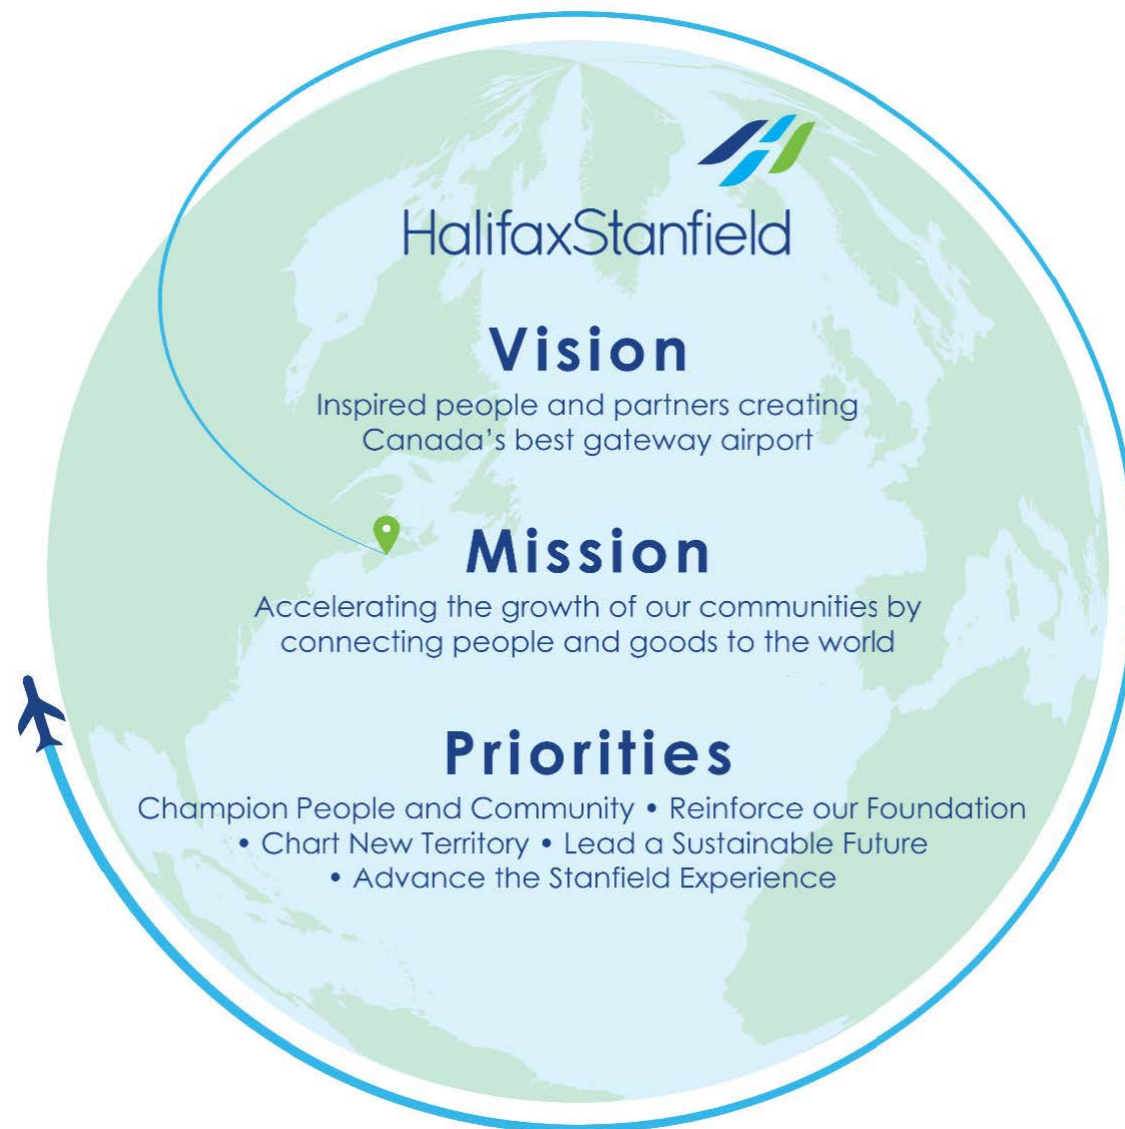 HalifaxStanfield
Vision
Inspired people and partners creating
Canada's best gateway airport
Mission
Accelerating the growth of our communities by
connecting people and goods to the world
Priorities
Champion People and Community • Reinforce our Foundation
• Chart New Territory • Lead a Sustainable Future
• Advance the Stanfield Experience